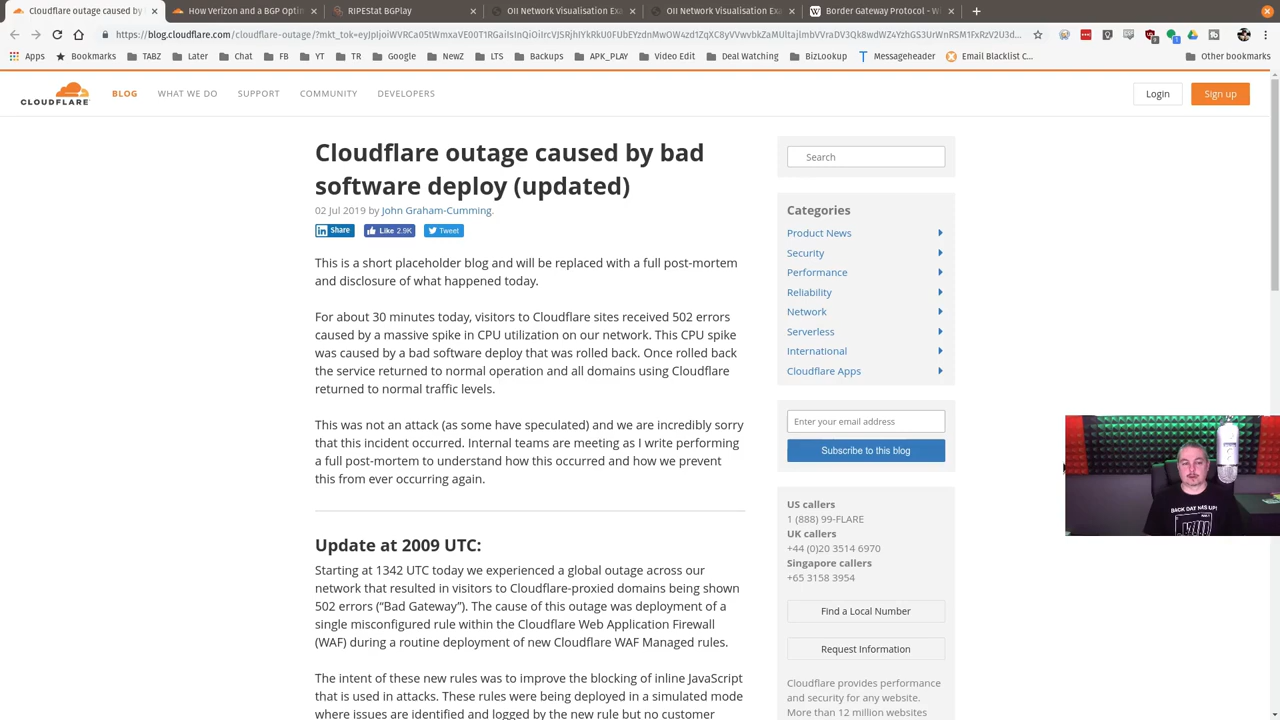 Cloudflare outage caused by
How Verizon and a BGP Optin
RIPEStat BGPlay
OII Network Visualisation Exa
OII Network Visualisation Exa
Border Gateway Protocol - Wi
Apps
Bookmarks
TABZ
Later
Chat
FB
YT
TR
Google
NewZ
LTS
Backups
APK_PLAY
Video Edit
Deal Watching
BizLookup
Messageheader
Email Blacklist C...
Other bookmarks
CLOUDFLARE
BLOG
WHAT WE DO
SUPPORT
COMMUNITY
DEVELOPERS
Login
Sign up
Cloudflare outage caused by bad
software deploy (updated)
02 Jul 2019 by John Graham-Cumming.
in Share
Like 2.9K
Tweet
This is a short placeholder blog and will be replaced with a full post-mortem
and disclosure of what happened today.
For about 30 minutes today, visitors to Cloudflare sites received 502 errors
caused by a massive spike in CPU utilization on our network. This CPU spike
was caused by a bad software deploy that was rolled back. Once rolled back
the service returned to normal operation and all domains using Cloudflare
returned to normal traffic levels.
This was not an attack (as some have speculated) and we are incredibly sorry
that this incident occurred. Internal teams are meeting as I write performing
a full post-mortem to understand how this occurred and how we prevent
this from ever occurring again.
Update at 2009 UTC:
Starting at 1342 UTC today we experienced a global outage across our
network that resulted in visitors to Cloudflare-proxied domains being shown
502 errors (“Bad Gateway”). The cause of this outage was deployment of a
single misconfigured rule within the Cloudflare Web Application Firewall
(WAF) during a routine deployment of new Cloudflare WAF Managed rules.
The intent of these new rules was to improve the blocking of inline JavaScript
that is used in attacks. These rules were being deployed in a simulated mode
where issues are identified and logged by the new rule but no customer
Search
Categories
Product News
Security
Performance
Reliability
Network
Serverless
International
Cloudflare Apps
Enter your email address
Subscribe to this blog
US callers
1 (888) 99-FLARE
UK callers
+44 (0)20 3514 6970
Singapore callers
+65 3158 3954
Find a Local Number
Request Information
Cloudflare provides performance
and security for any website.
More than 12 million websites
BACK DAT
UP!